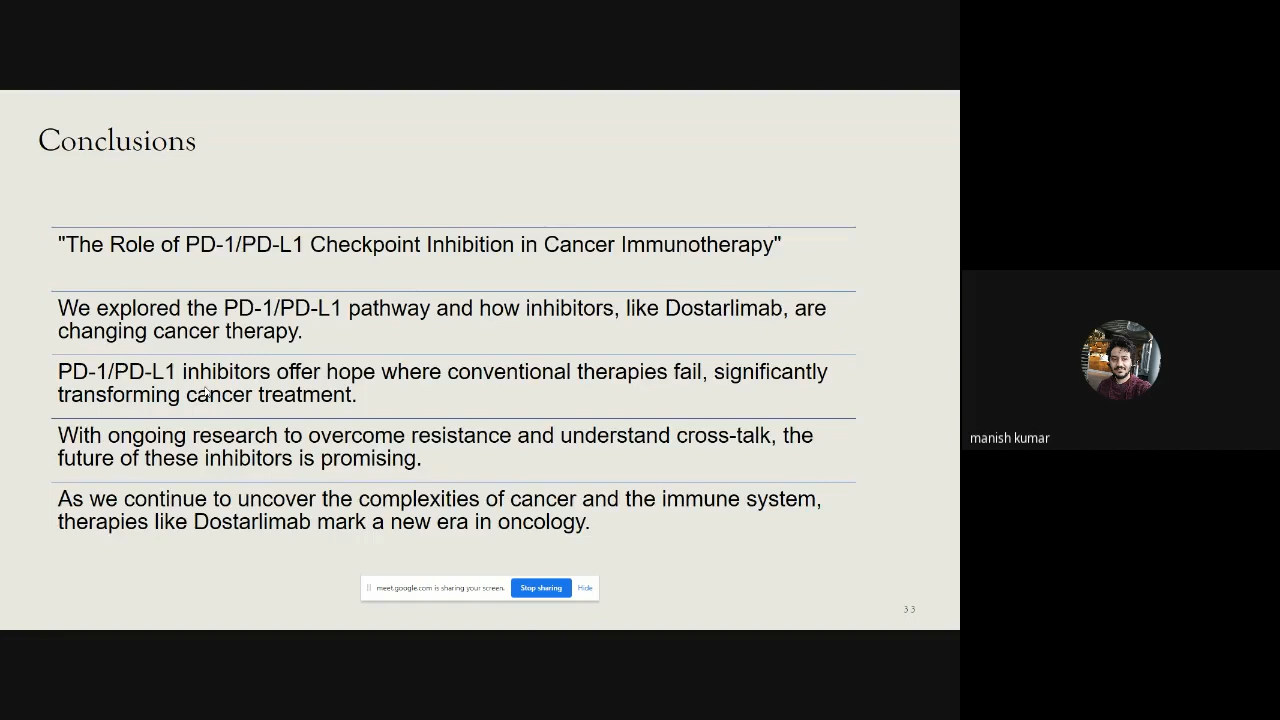 Conclusions
"The Role of PD-1/PD-L1 Checkpoint Inhibition in Cancer Immunotherapy"
We explored the PD-1/PD-L1 pathway and how inhibitors, like Dostarlimab, are
changing cancer therapy.
PD-1/PD-L1 inhibitors offer hope where conventional therapies fail, significantly
transforming cancer treatment.
With ongoing research to overcome resistance and understand cross-talk, the
future of these inhibitors is promising.
As we continue to uncover the complexities of cancer and the immune system,
therapies like Dostarlimab mark a new era in oncology.
meet.google.com is sharing your screen.
Stop sharing
Hide
33
manish kumar